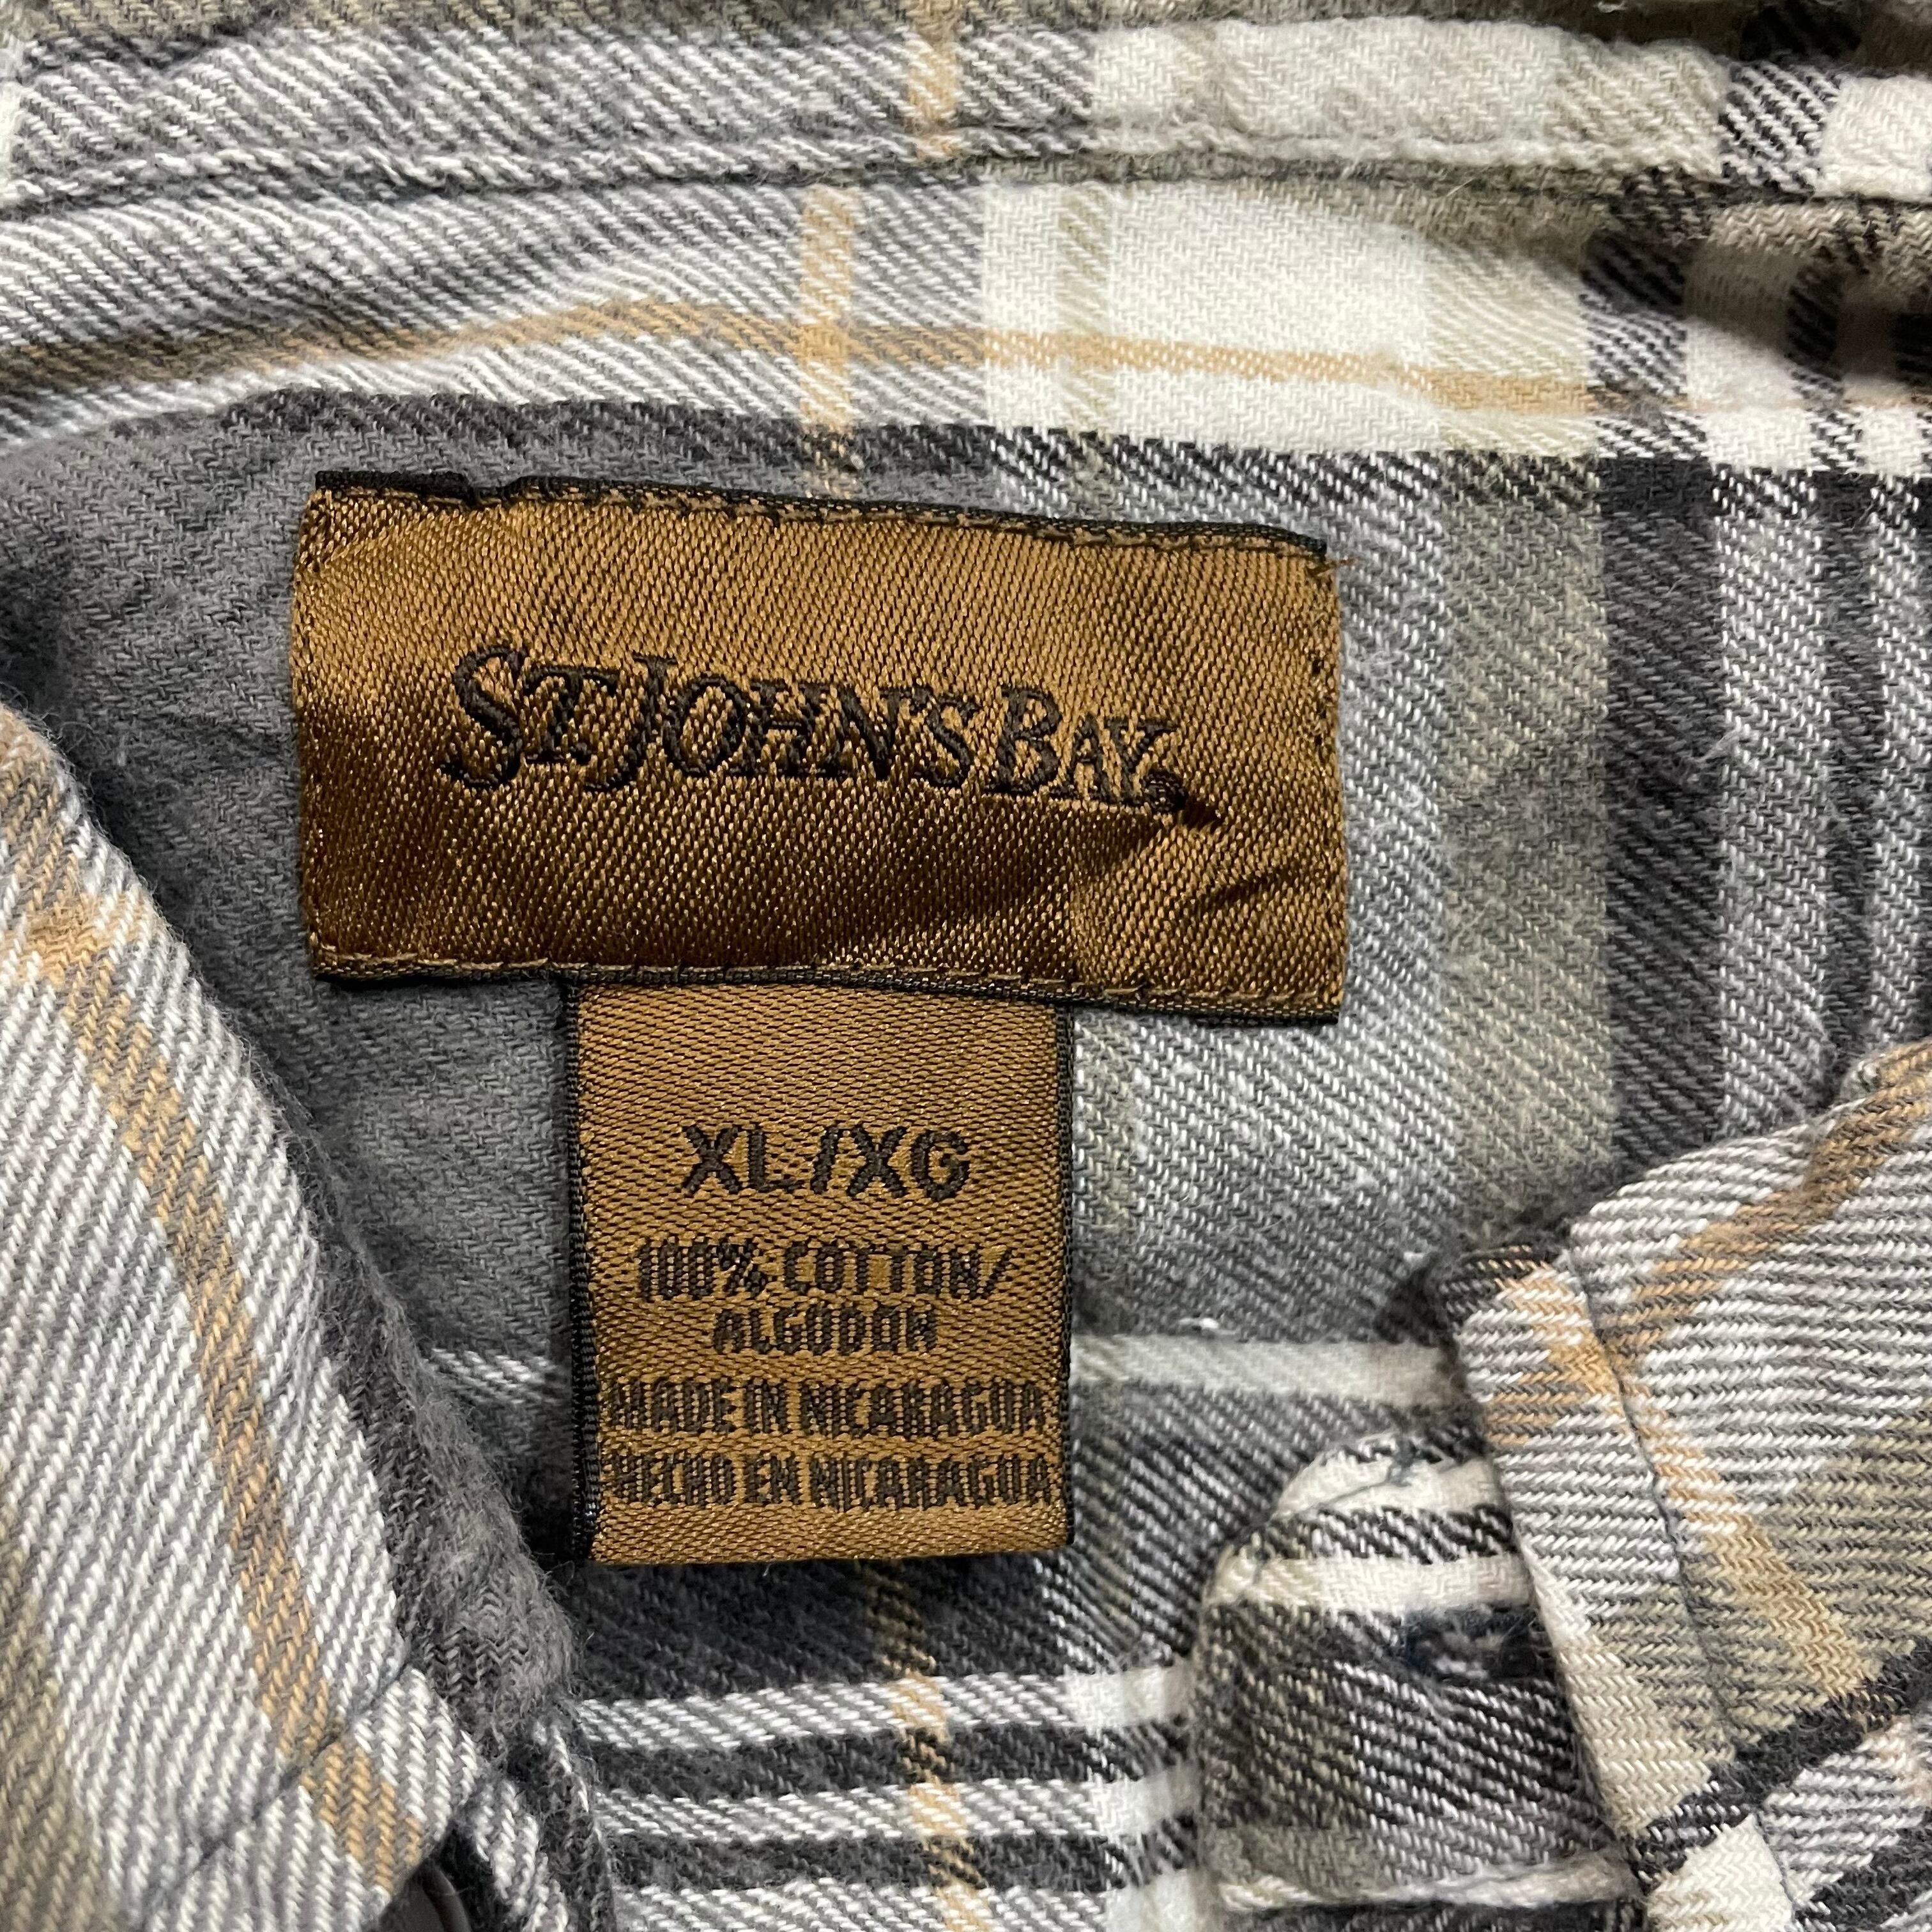 ST. JOHN'S BAY®
XL/XG
100% COTTON/
ALGODON
MADE IN NICARAGUA
HECHO EN NICARAGUA